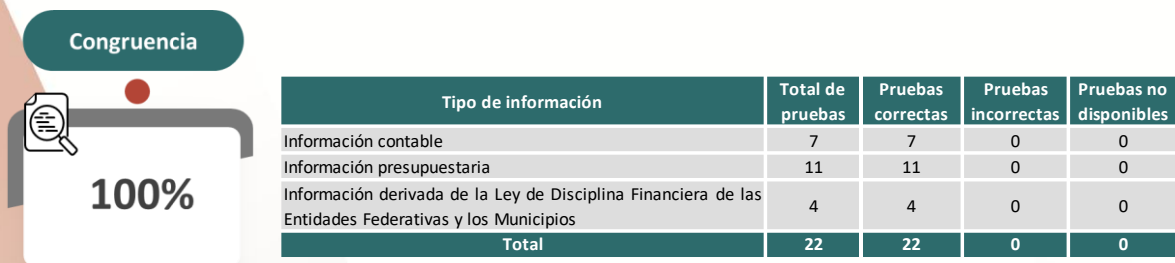 Congruencia
100%
Tipo de información Total de pruebas Pruebas correctas Pruebas incorrectas Pruebas no disponibles
Información contable 7 7 0 0
Información presupuestaria 11 11 0 0
Información derivada de la Ley de Disciplina Financiera de las
Entidades Federativas y los Municipios 4 4 0 0
Total 22 22 0 0